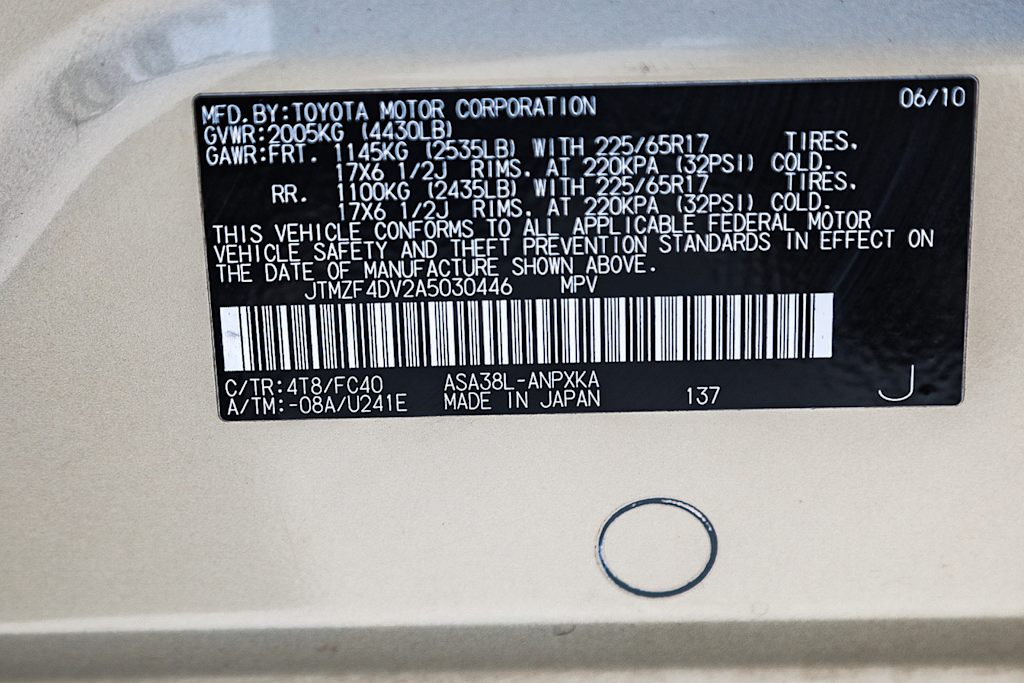 MFD. BY: TOYOTA MOTOR CORPORATION 06/10
GVWR: 2005KG (4430LB)
GAWR: FRT. 1145KG (2535LB) WITH 225/65R17 TIRES.
17X6 1/2J RIMS. AT 220KPA (32PSI) COLD.
RR. 1100KG (2435LB) WITH 225/65R17 TIRES.
17X6 1/2J RIMS. AT 220KPA (32PSI) COLD.
THIS VEHICLE CONFORMS TO ALL APPLICABLE FEDERAL MOTOR
VEHICLE SAFETY AND THEFT PREVENTION STANDARDS IN EFFECT ON
THE DATE OF MANUFACTURE SHOWN ABOVE.
JTMZF4DV2A5030446 MPV
C/TR: 4T8/FC40 ASA38L-ANPXKA
A/TM: -08A/U241E MADE IN JAPAN 137 J